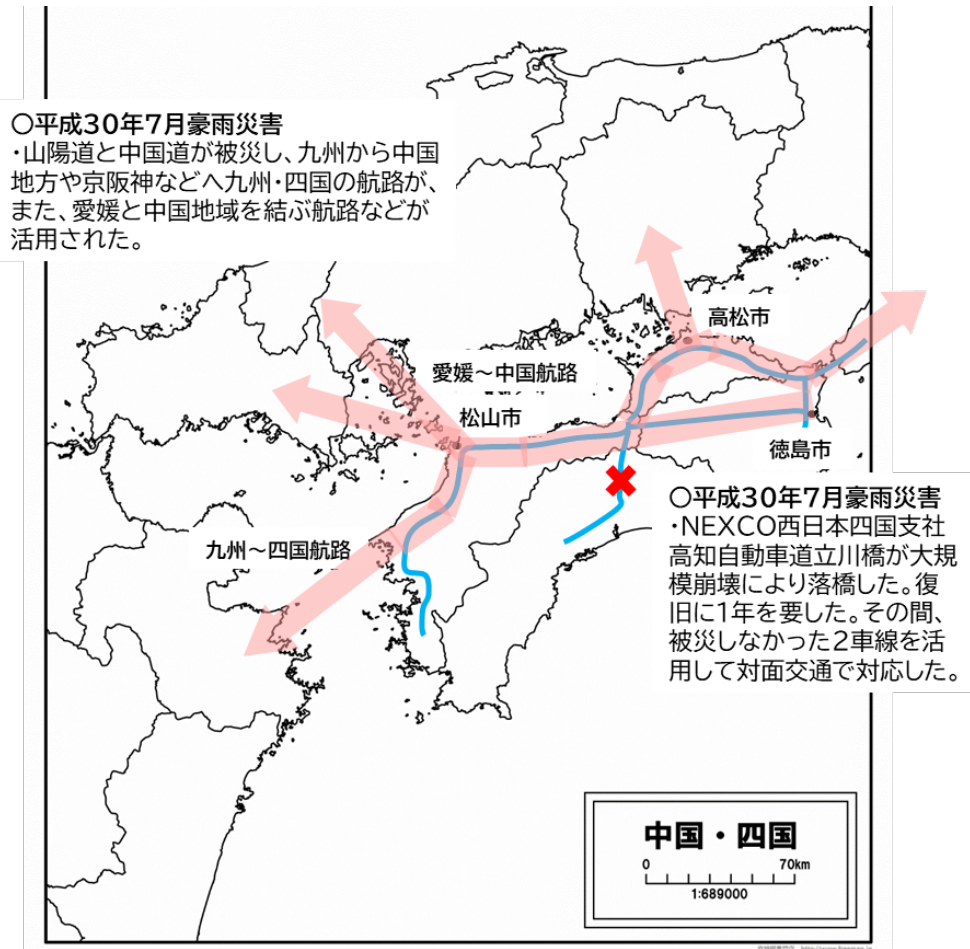 ○平成30年7月豪雨災害
・山陽道と中国道が被災し、九州から中国
地方や京阪神などへ九州・四国の航路が、
また、愛媛と中国地域を結ぶ航路などが
活用された。
高松市
愛媛～中国航路
松山市
徳島市
九州～四国航路
○平成30年7月豪雨災害
・NEXCO西日本四国支社
高知自動車道立川橋が大規
模崩壊により落橋した。復
旧に1年を要した。その間、
被災しなかった2車線を活
用して対面交通で対応した。
中国・四国
0 70km
1:689000